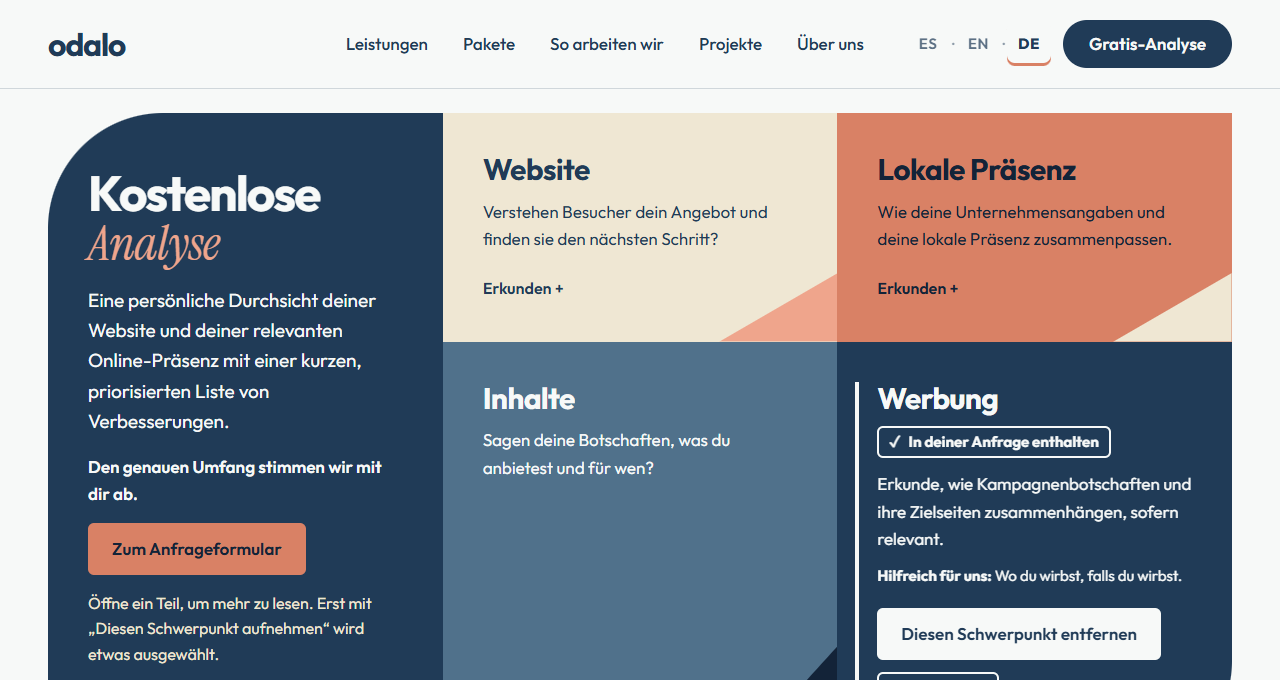 odalo
Leistungen
Pakete
So arbeiten wir
Projekte
Über uns
ES · EN · DE
Gratis-Analyse
Kostenlose
Analyse
Eine persönliche Durchsicht deiner
Website und deiner relevanten
Online-Präsenz mit einer kurzen,
priorisierten Liste von
Verbesserungen.
Den genauen Umfang stimmen wir mit
dir ab.
Zum Anfrageformular
Öffne ein Teil, um mehr zu lesen. Erst mit
„Diesen Schwerpunkt aufnehmen“ wird
etwas ausgewählt.
Website
Verstehen Besucher dein Angebot und
finden sie den nächsten Schritt?
Erkunden +
Lokale Präsenz
Wie deine Unternehmensangaben und
deine lokale Präsenz zusammenpassen.
Erkunden +
Inhalte
Sagen deine Botschaften, was du
anbietest und für wen?
Werbung
✓ In deiner Anfrage enthalten
Erkunde, wie Kampagnenbotschaften und
ihre Zielseiten zusammenhängen, sofern
relevant.
Hilfreich für uns: Wo du wirbst, falls du wirbst.
Diesen Schwerpunkt entfernen